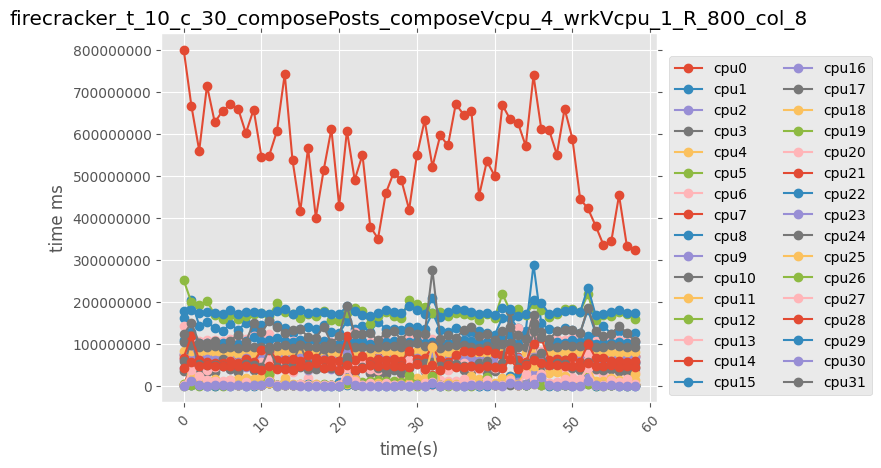 firecracker_t_10_c_30_composePosts_composeVcpu_4_wrkVcpu_1_R_800_col_8
800000000
700000000
600000000
500000000
400000000
300000000
200000000
100000000
0
time ms
0
10
20
30
40
50
60
time(s)
cpu0
cpu1
cpu2
cpu3
cpu4
cpu5
cpu6
cpu7
cpu8
cpu9
cpu10
cpu11
cpu12
cpu13
cpu14
cpu15
cpu16
cpu17
cpu18
cpu19
cpu20
cpu21
cpu22
cpu23
cpu24
cpu25
cpu26
cpu27
cpu28
cpu29
cpu30
cpu31